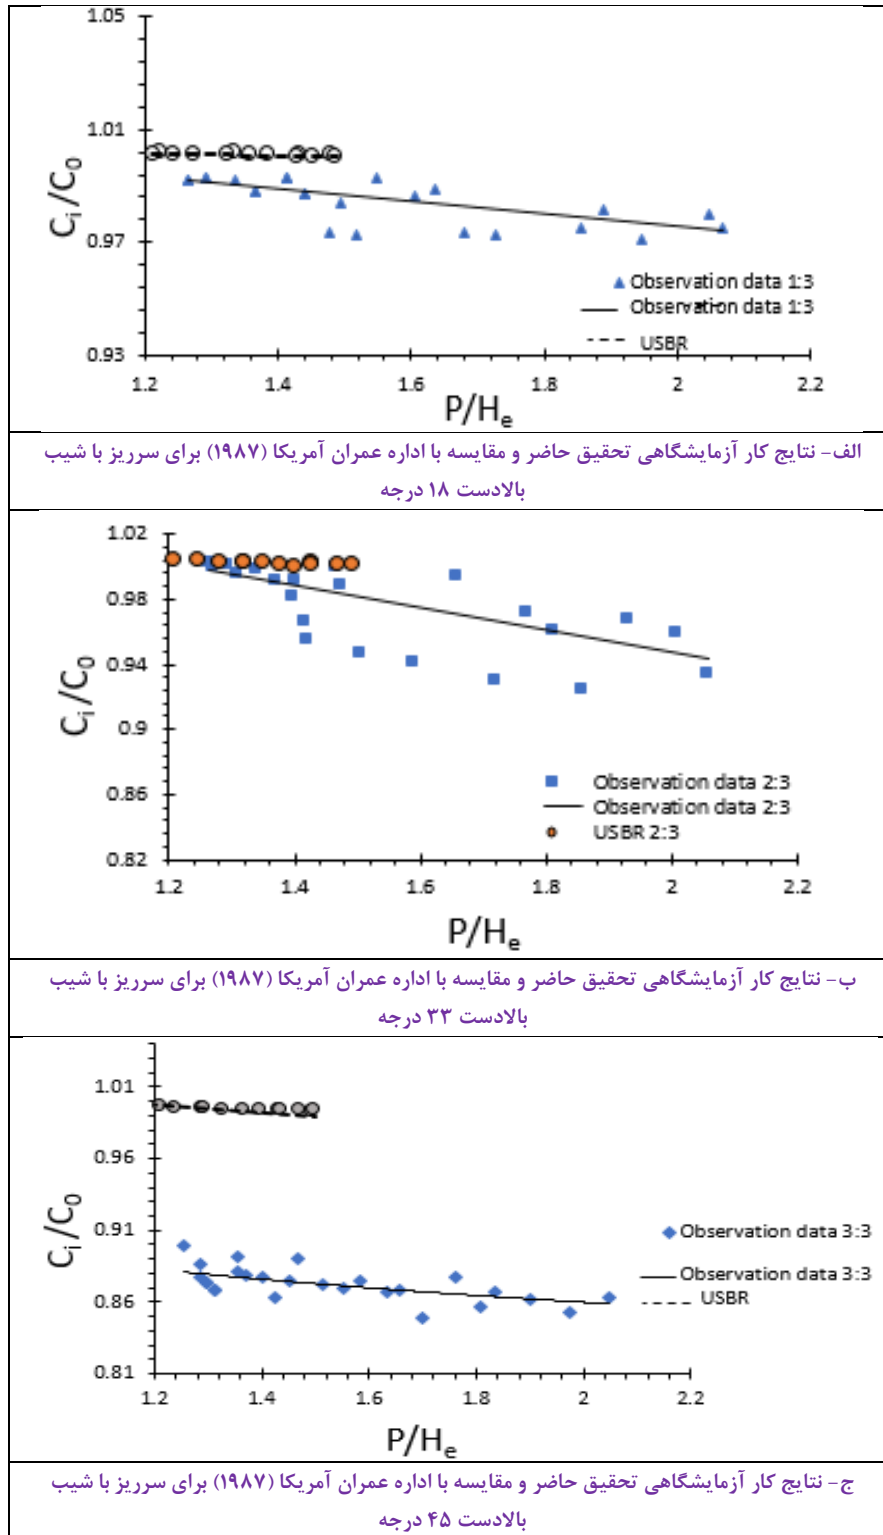 1.05
1.01
0.97
0.93
Ci/C0
1.2 1.4 1.6 1.8 2 2.2
P/He
Observation data 1:3
Observation data 1:3
USBR
الف- نتایج کار آزمایشگاهی تحقیق حاضر و مقایسه با اداره عمران آمریکا (۱۹۸۷) برای سرریز با شیب
بالادست ۱۸ درجه
1.02
0.98
0.94
0.9
0.86
0.82
Ci/C0
1.2 1.4 1.6 1.8 2 2.2
P/He
Observation data 2:3
Observation data 2:3
USBR 2:3
ب- نتایج کار آزمایشگاهی تحقیق حاضر و مقایسه با اداره عمران آمریکا (۱۹۸۷) برای سرریز با شیب
بالادست ۳۳ درجه
1.01
0.96
0.91
0.86
0.81
Ci/C0
1.2 1.4 1.6 1.8 2 2.2
P/He
Observation data 3:3
Observation data 3:3
USBR
ج- نتایج کار آزمایشگاهی تحقیق حاضر و مقایسه با اداره عمران آمریکا (۱۹۸۷) برای سرریز با شیب
بالادست ۴۵ درجه